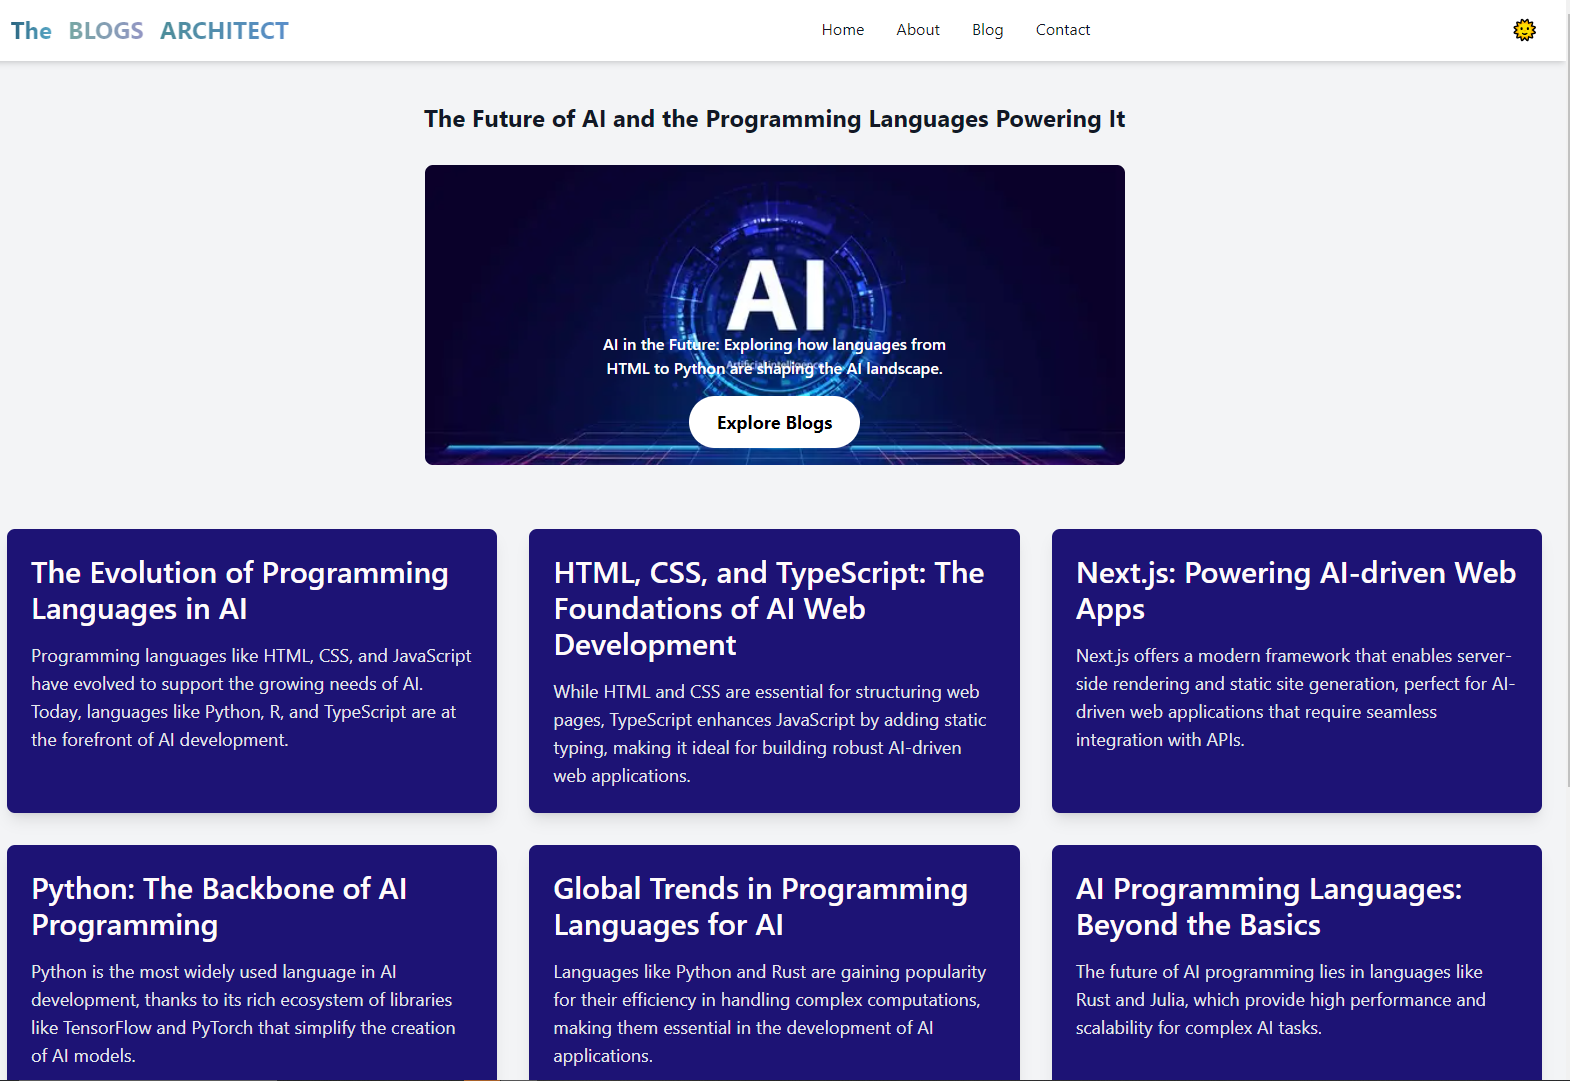 The BLOGS ARCHITECT
Home About Blog Contact
The Future of AI and the Programming Languages Powering It
AI
AI in the Future: Exploring how languages from
Artificial intelligence
HTML to Python are shaping the AI landscape.
Explore Blogs
The Evolution of Programming
Languages in AI
Programming languages like HTML, CSS, and JavaScript
have evolved to support the growing needs of AI.
Today, languages like Python, R, and TypeScript are at
the forefront of AI development.
HTML, CSS, and TypeScript: The
Foundations of AI Web
Development
While HTML and CSS are essential for structuring web
pages, TypeScript enhances JavaScript by adding static
typing, making it ideal for building robust AI-driven
web applications.
Next.js: Powering AI-driven Web
Apps
Next.js offers a modern framework that enables server-
side rendering and static site generation, perfect for AI-
driven web applications that require seamless
integration with APIs.
Python: The Backbone of AI
Programming
Python is the most widely used language in AI
development, thanks to its rich ecosystem of libraries
like TensorFlow and PyTorch that simplify the creation
of AI models.
Global Trends in Programming
Languages for AI
Languages like Python and Rust are gaining popularity
for their efficiency in handling complex computations,
making them essential in the development of AI
applications.
AI Programming Languages:
Beyond the Basics
The future of AI programming lies in languages like
Rust and Julia, which provide high performance and
scalability for complex AI tasks.